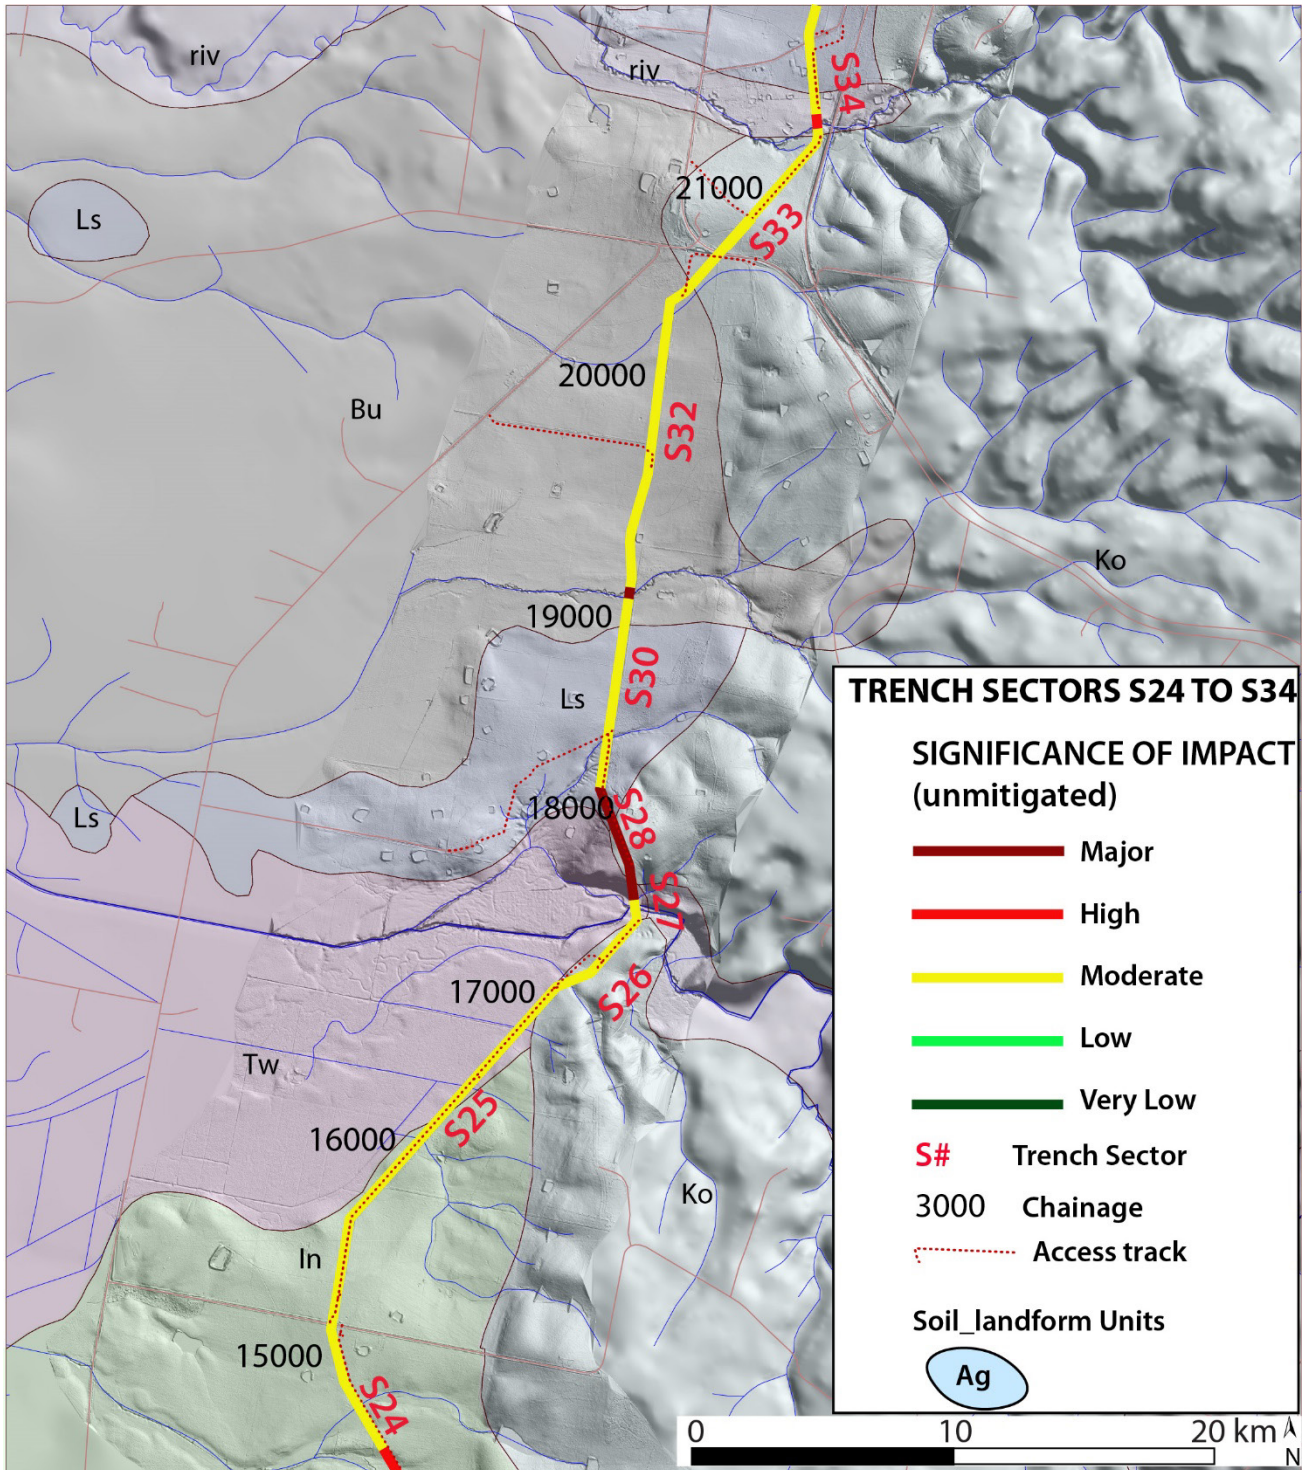 riv
riv
S34
21000
Ls
S33
20000
Bu
S32
Ko
19000
S30
Ls
18000
S28
Ls
S27
17000
S26
Tw
S25
16000
Ko
In
15000
S24
TRENCH SECTORS S24 TO S34
SIGNIFICANCE OF IMPACT
(unmitigated)
Major
High
Moderate
Low
Very Low
S# Trench Sector
3000 Chainage
Access track
Soil_landform Units
Ag
0 10 20 km
N